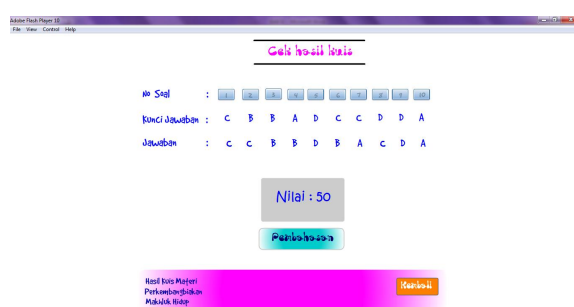 Adobe Flash Player 10
File View Control Help
Cek hasil kuis
No Soal : 1 2 3 4 5 6 7 8 9 10
Kunci Jawaban : C B B A D C C D D A
Jawaban : C C B B D B A C D A
Nilai : 50
Pembahasan
Hasil Kuis Materi
Perkembangbiakan
Makhluk Hidup
Kembali